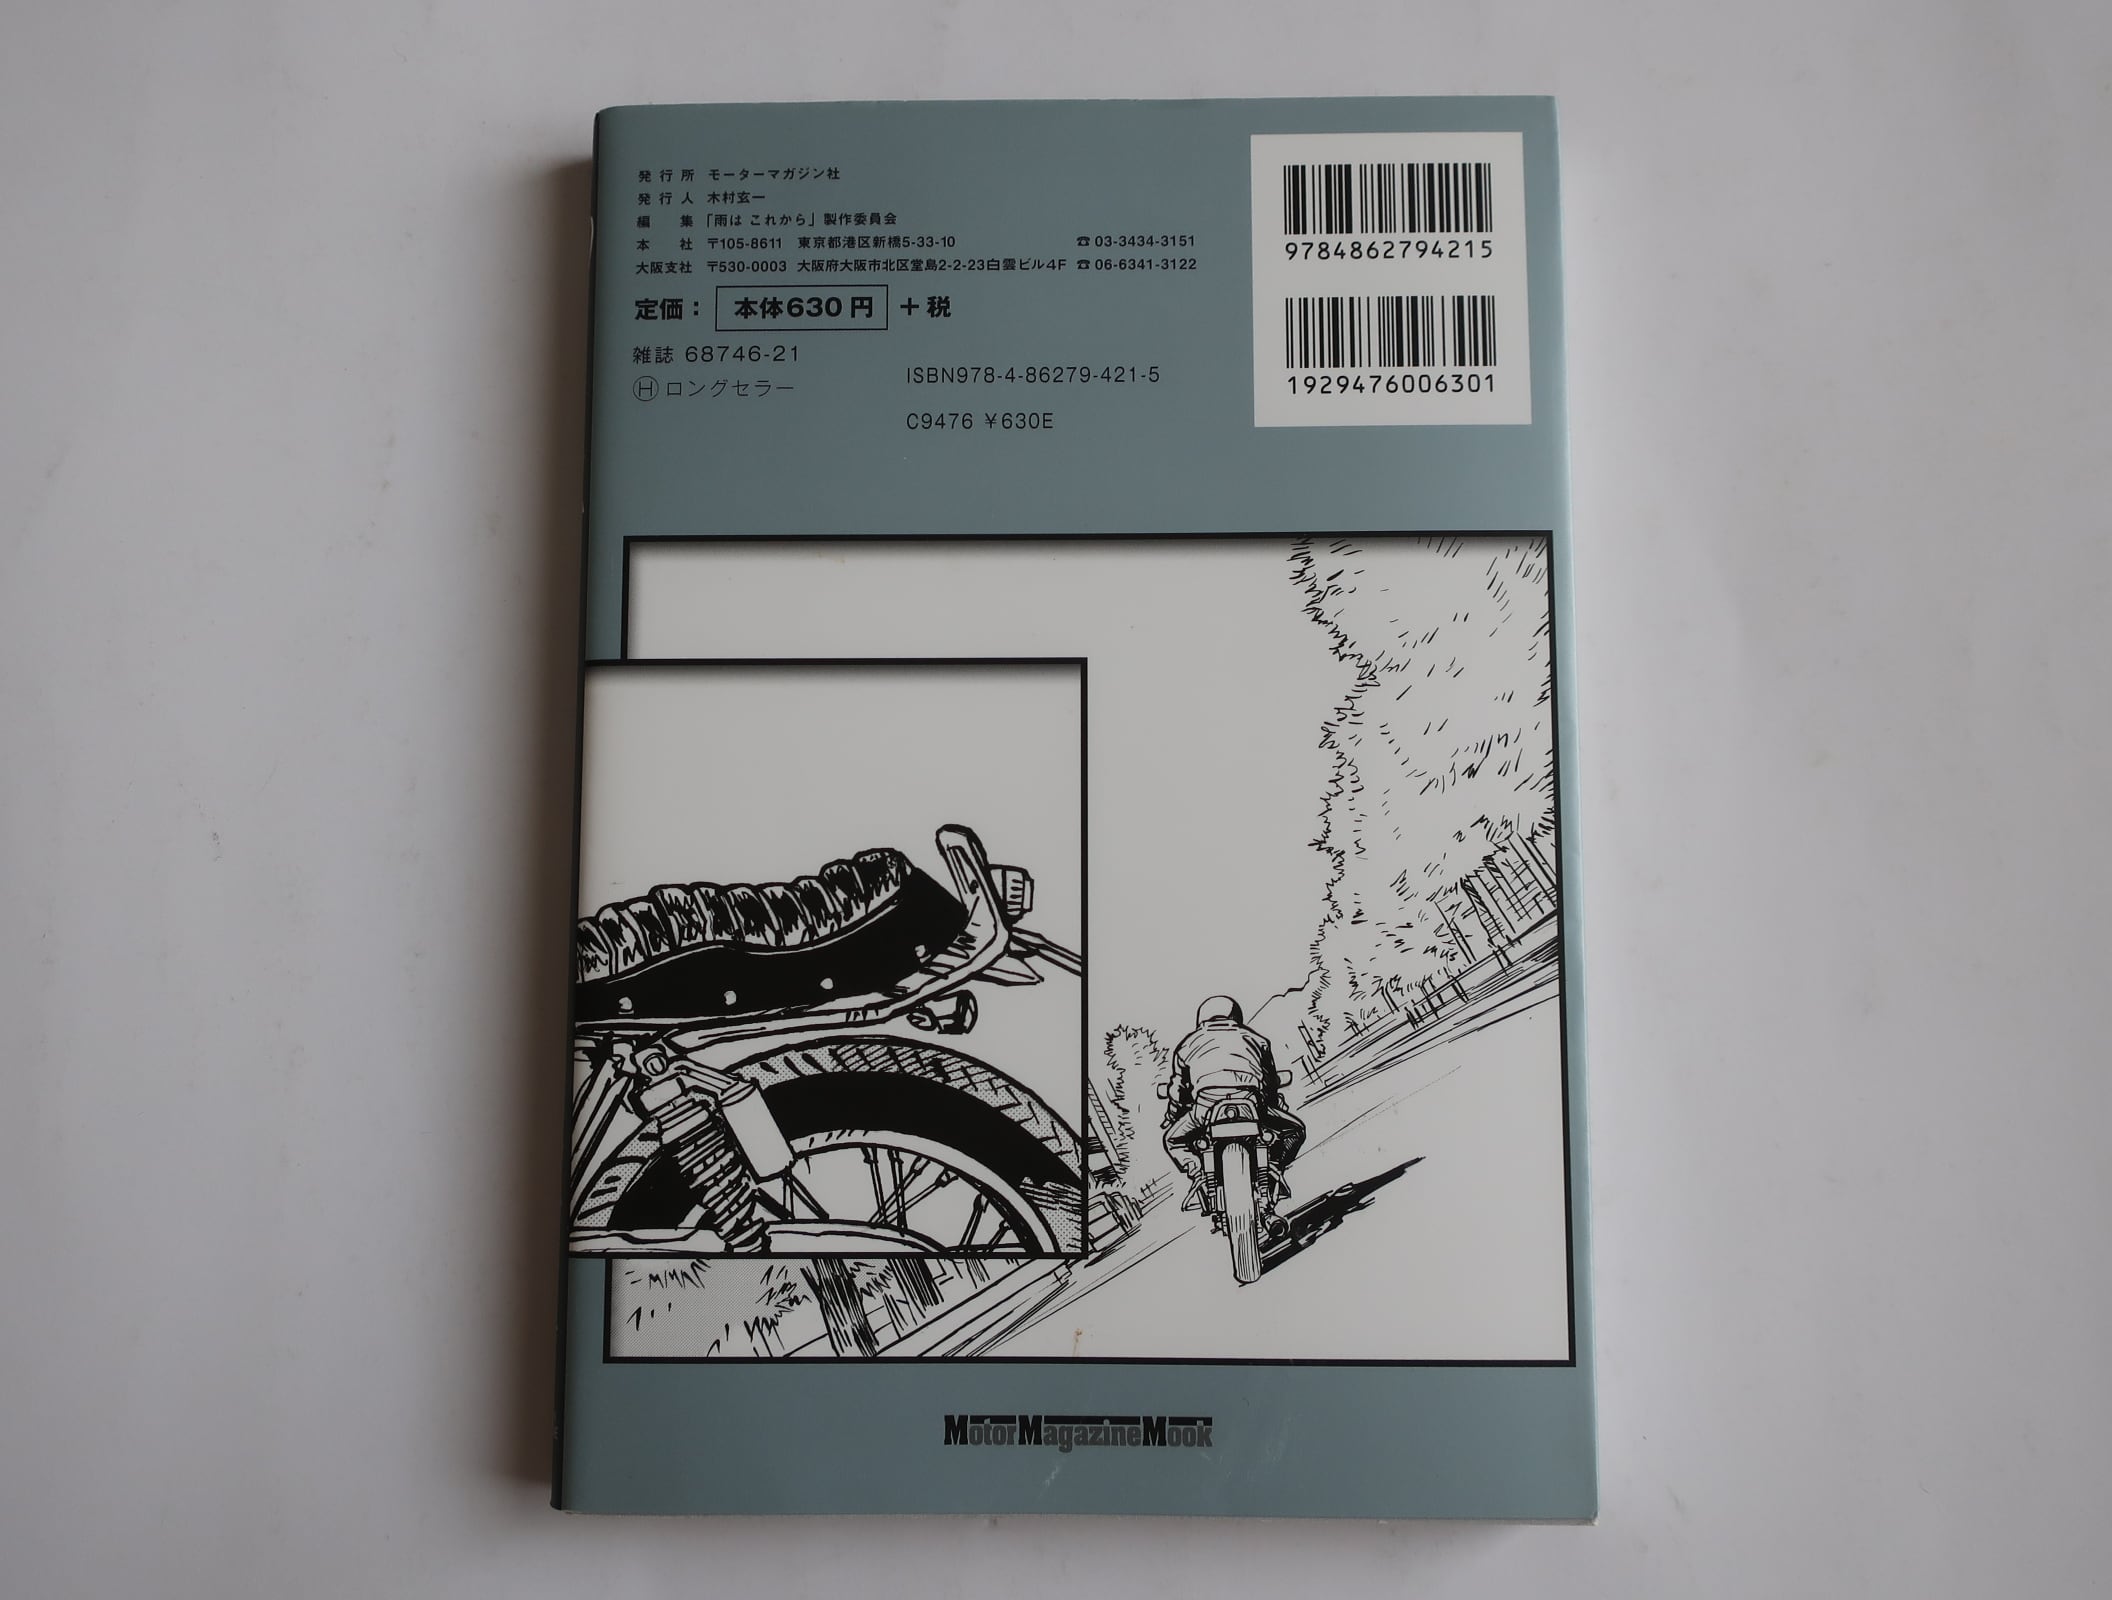 発行所 モーターマガジン社
発行人 木村玄一
編 集 「雨は これから」製作委員会
本 社 〒105-8611 東京都港区新橋5-33-10 ☎03-3434-3151
大阪支社 〒530-0003 大阪府大阪市北区堂島2-2-23白雲ビル4F ☎06-6341-3122
定価: 本体630円 +税
雑誌 68746-21
Ⓗロングセラー
ISBN978-4-86279-421-5
C9476 ¥630E
9784862794215
1929476006301
MotorMagazineMook